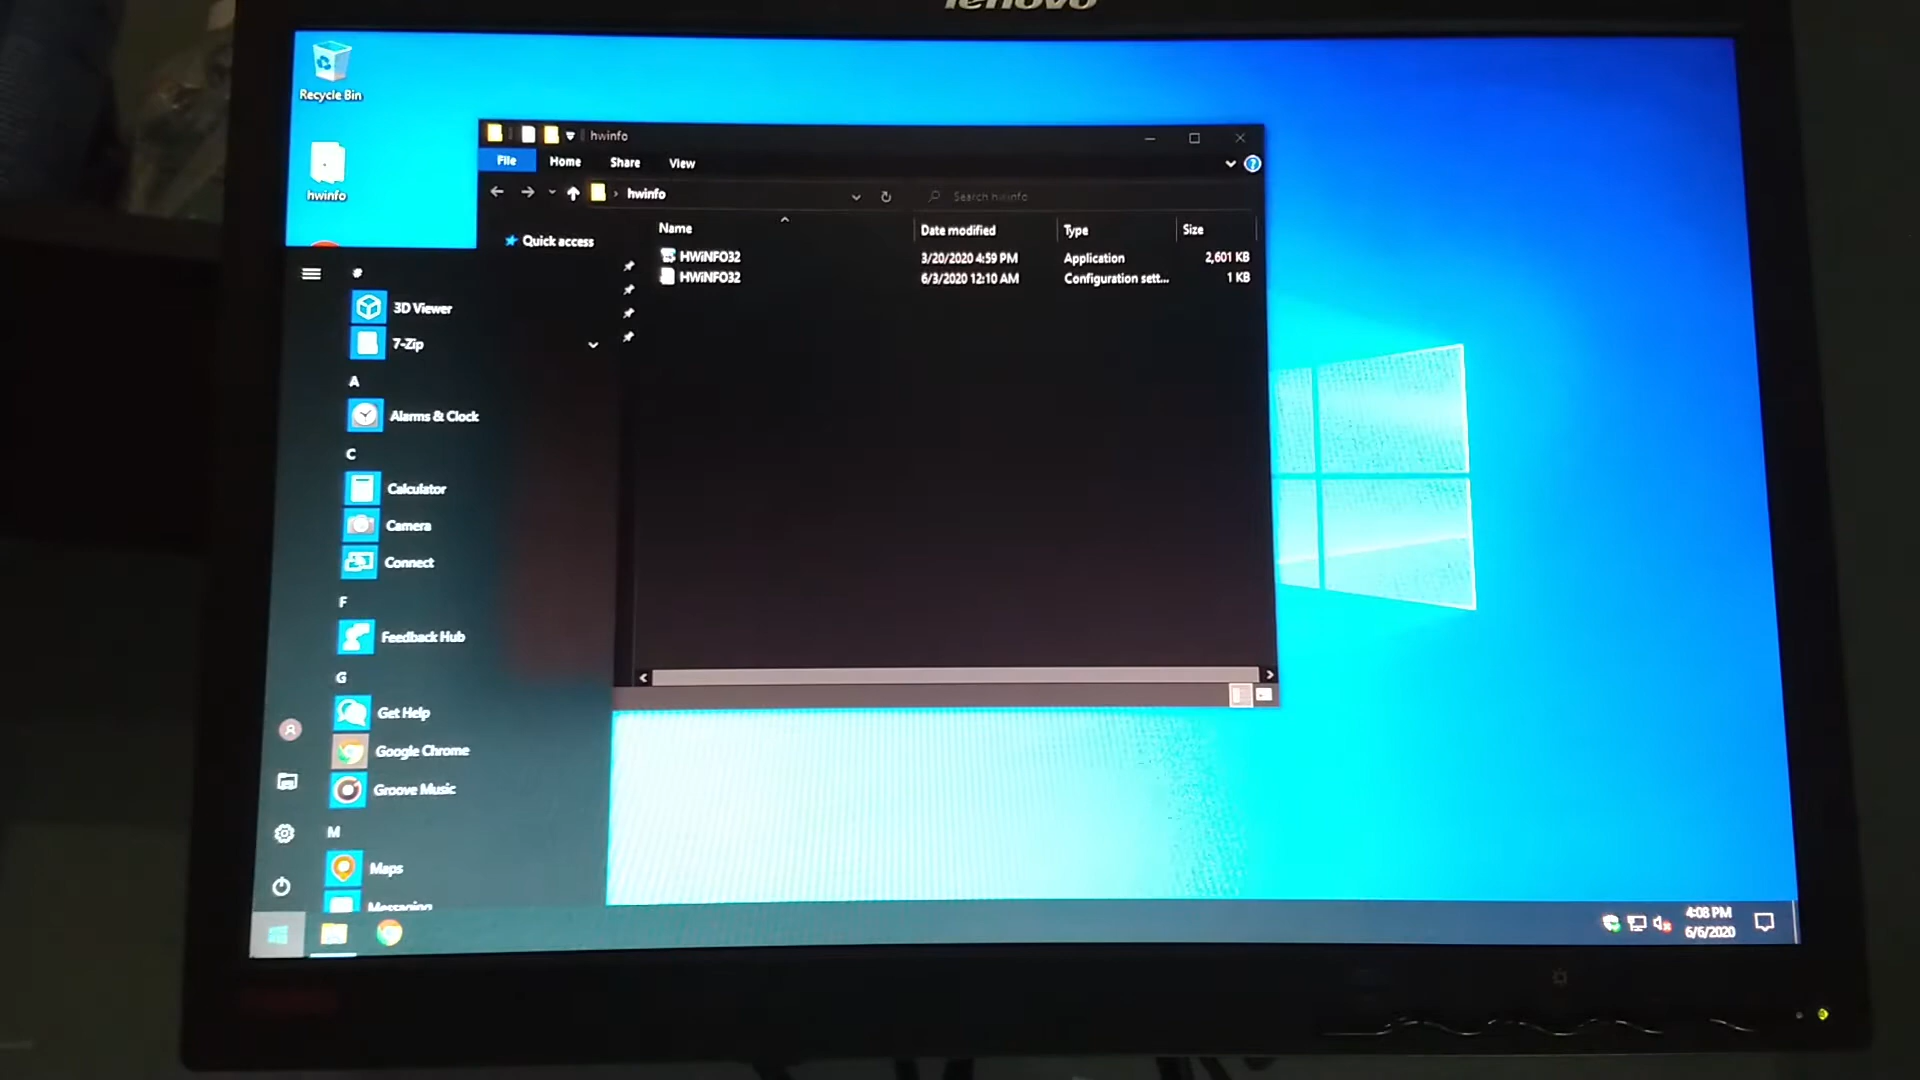 lenovo
Recycle Bin
hwinfo
hwinfo
File Home Share View
hwinfo
Search hwinfo
Name Date modified Type Size
Quick access
HWiNFO32 3/20/2020 4:59 PM Application 2,601 KB
HWiNFO32 6/3/2020 12:10 AM Configuration sett... 1 KB
#
3D Viewer
7-Zip
A
Alarms & Clock
C
Calculator
Camera
Connect
F
Feedback Hub
G
Get Help
Google Chrome
Groove Music
M
Maps
Messaging
4:08 PM
6/6/2020